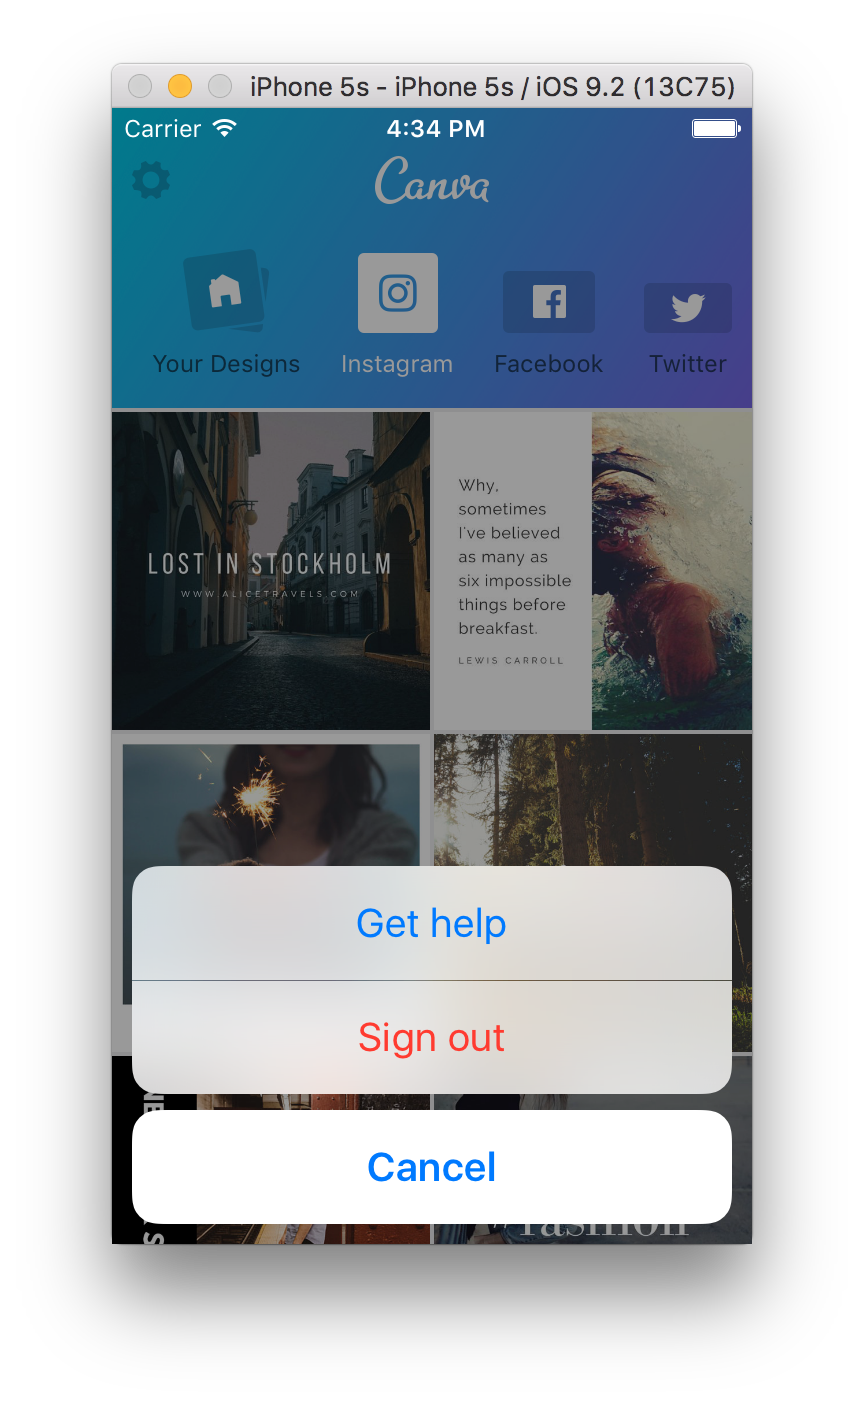 iPhone 5s - iPhone 5s / iOS 9.2 (13C75)
Carrier 4:34 PM
Canva
Your Designs Instagram Facebook Twitter
LOST IN STOCKHOLM
WWW.ALICETRAVELS.COM
Why,
sometimes
I've believed
as many as
six impossible
things before
breakfast.
LEWIS CARROLL
Get help
Sign out
Cancel
fashion